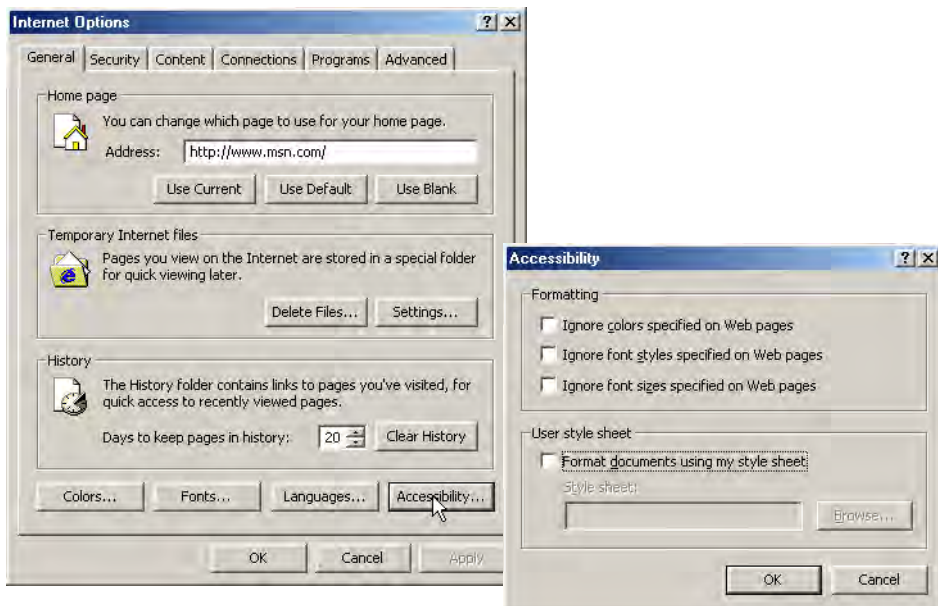 Internet Options
General Security Content Connections Programs Advanced
Home page
You can change which page to use for your home page.
Address: http://www.msn.com/
Use Current Use Default Use Blank
Temporary Internet files
Pages you view on the Internet are stored in a special folder
for quick viewing later.
Delete Files... Settings...
History
The History folder contains links to pages you've visited, for
quick access to recently viewed pages.
Days to keep pages in history: 20 Clear History
Colors... Fonts... Languages... Accessibility...
OK Cancel Apply
Accessibility
Formatting
Ignore colors specified on Web pages
Ignore font styles specified on Web pages
Ignore font sizes specified on Web pages
User style sheet
Format documents using my style sheet
Style sheet:
Browse...
OK Cancel